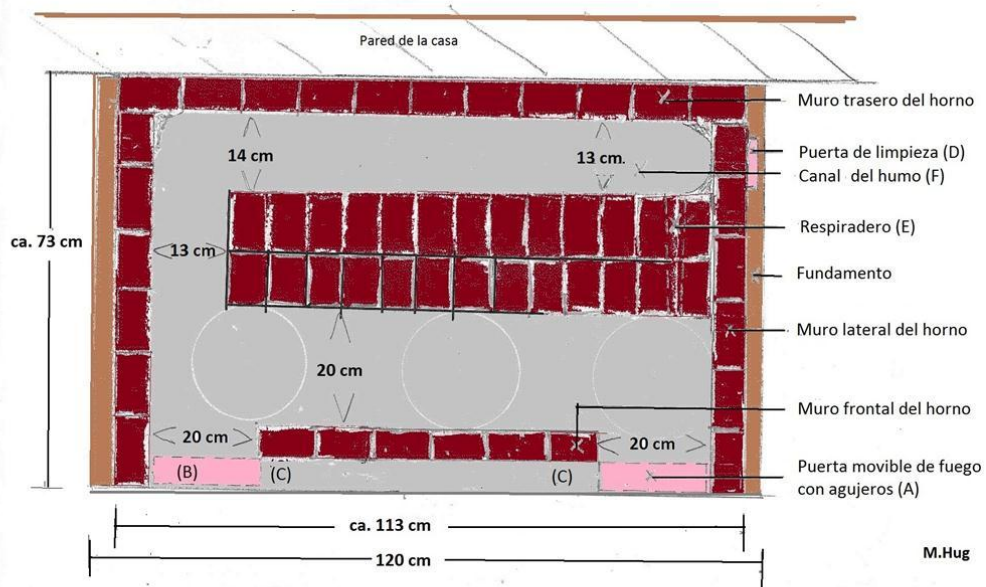 Pared de la casa
Muro trasero del horno
14 cm
13 cm.
Puerta de limpieza (D)
Canal del humo (F)
ca. 73 cm
13 cm
Respiradero (E)
Fundamento
Muro lateral del horno
20 cm
Muro frontal del horno
20 cm
20 cm
(B)
(C)
(C)
Puerta movible de fuego
con agujeros (A)
ca. 113 cm
120 cm
M.Hug